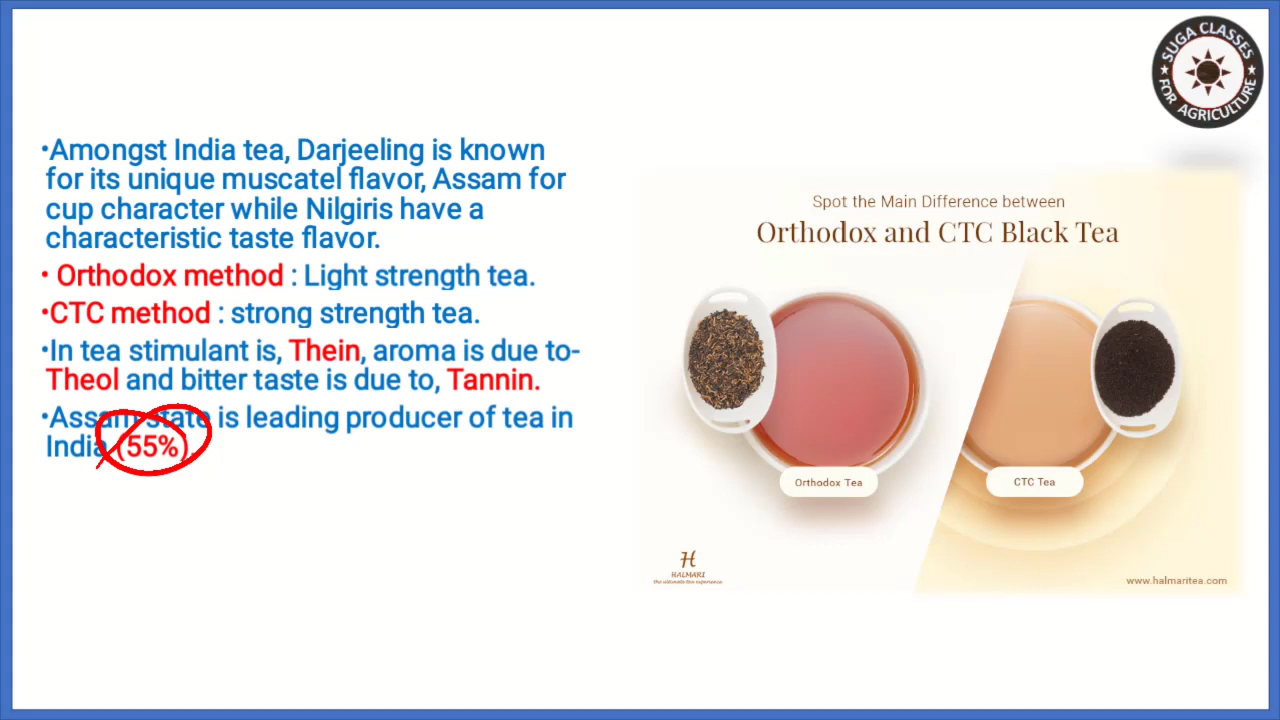 SUGA CLASSES
FOR AGRICULTURE
•Amongst India tea, Darjeeling is known
for its unique muscatel flavor, Assam for
cup character while Nilgiris have a
characteristic taste flavor.
• Orthodox method : Light strength tea.
•CTC method : strong strength tea.
•In tea stimulant is, Thein, aroma is due to-
Theol and bitter taste is due to, Tannin.
•Assam state is leading producer of tea in
India (55%).
Spot the Main Difference between
Orthodox and CTC Black Tea
Orthodox Tea
CTC Tea
H
HALMARI
the ultimate tea experience
www.halmaritea.com